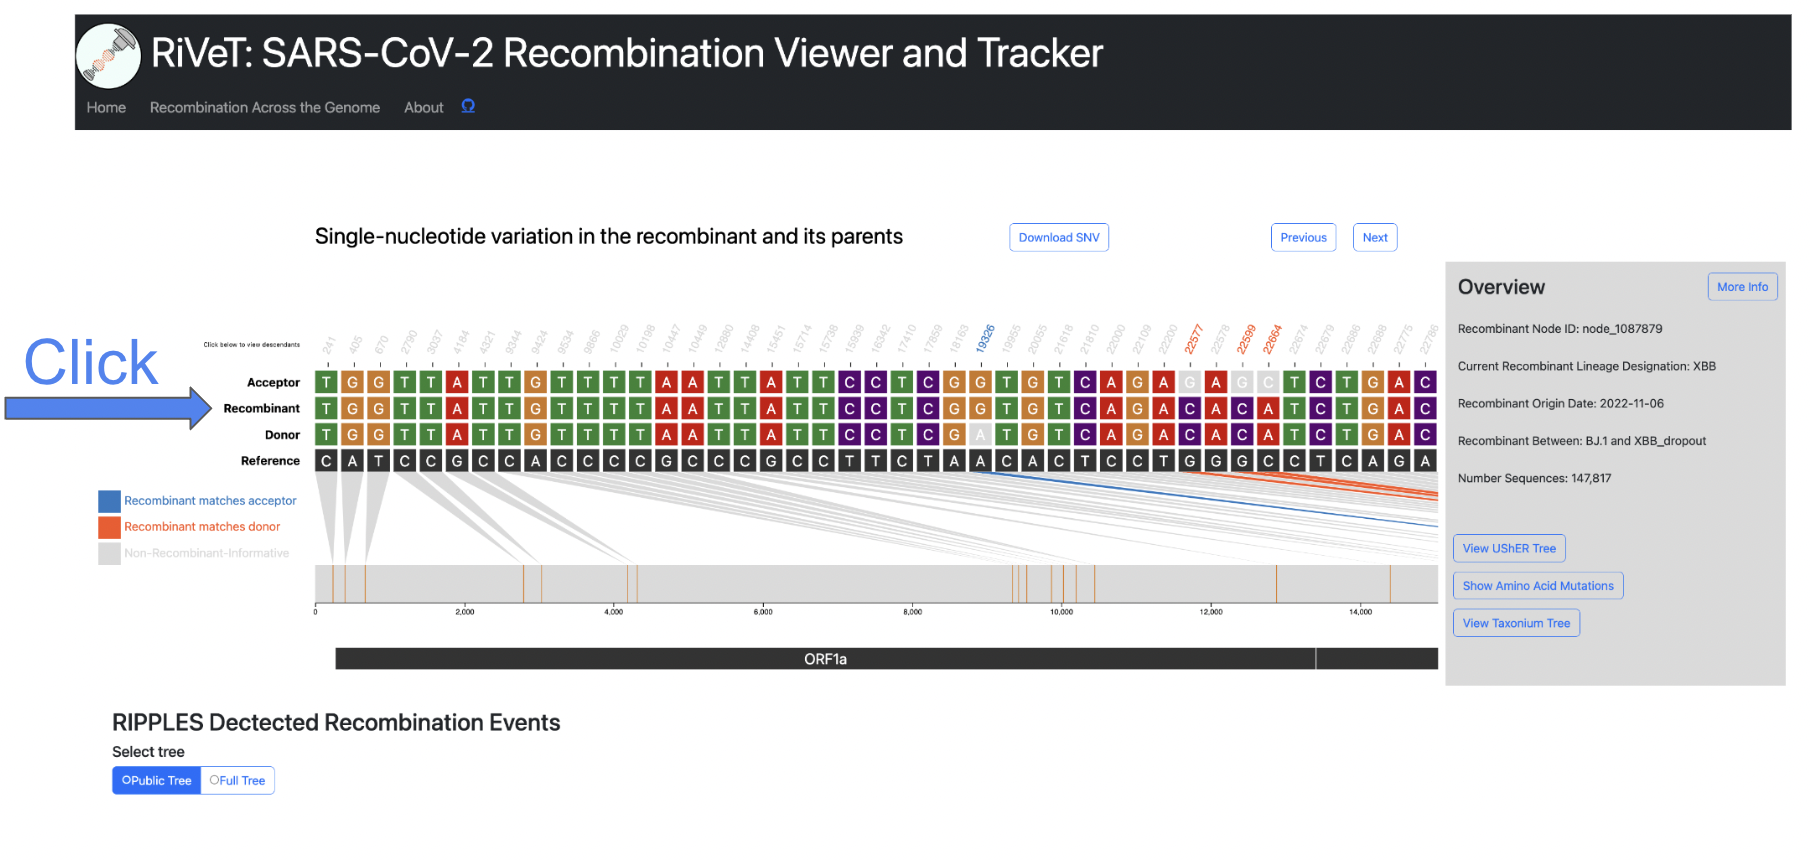 RiVeT: SARS-CoV-2 Recombination Viewer and Tracker
Home Recombination Across the Genome About Ω
Single-nucleotide variation in the recombinant and its parents
Download SNV
Previous
Next
Click
Click below to view descendants
241 405 670 2790 3037 4184 4321 9344 9424 9534 9866 10029 10198 10447 10449 12880 14408 15451 15714 15738 15939 16342 17410 17859 18163 19326 19955 20055 21618 21810 22000 22109 22200 22577 22578 22599 22664 22674 22679 22686 22688 22775 22786
Acceptor T G G T T A T T G T T T T A A T T A T T C C T C G G T G T C A G A G A G C T C T G A C
Recombinant T G G T T A T T G T T T T A A T T A T T C C T C G G T G T C A G A C A C A T C T G A C
Donor T G G T T A T T G T T T T A A T T A T T C C T C G A T G T C A G A C A C A T C T G A C
Reference C A T C C G C C A C C C C G C C C G C C T T C T A A C A C T C C T G G G C C T C A G A
Recombinant matches acceptor
Recombinant matches donor
Non-Recombinant-Informative
0 2,000 4,000 6,000 8,000 10,000 12,000 14,000
ORF1a
Overview
More Info
Recombinant Node ID: node_1087879
Current Recombinant Lineage Designation: XBB
Recombinant Origin Date: 2022-11-06
Recombinant Between: BJ.1 and XBB_dropout
Number Sequences: 147,817
View UShER Tree
Show Amino Acid Mutations
View Taxonium Tree
RIPPLES Dectected Recombination Events
Select tree
Public Tree Full Tree